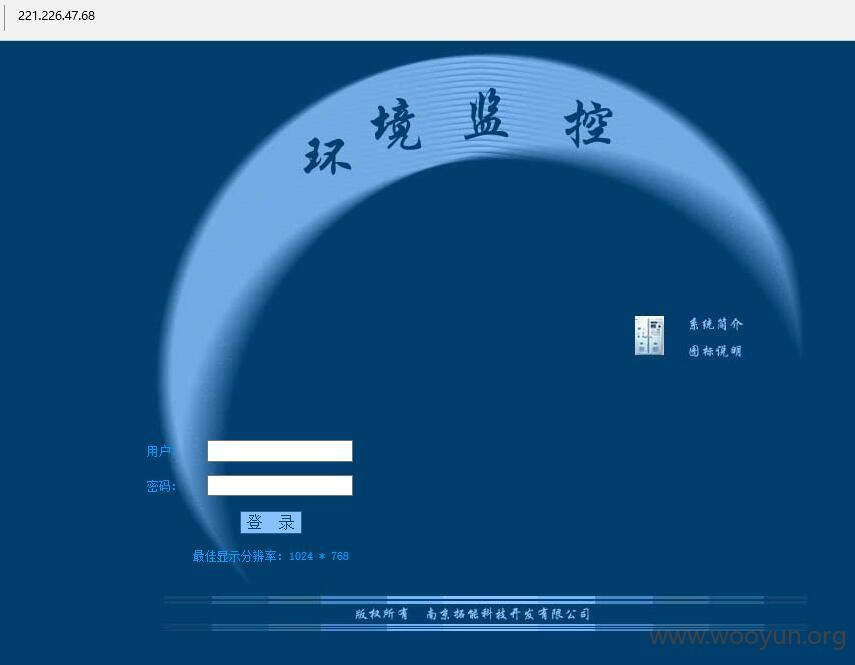 221.226.47.68
环境监控
系统简介
图标说明
用户:
密码:
登 录
最佳显示分辨率: 1024 * 768
版权所有 南京拓能科技开发有限公司
www.wooyun.org